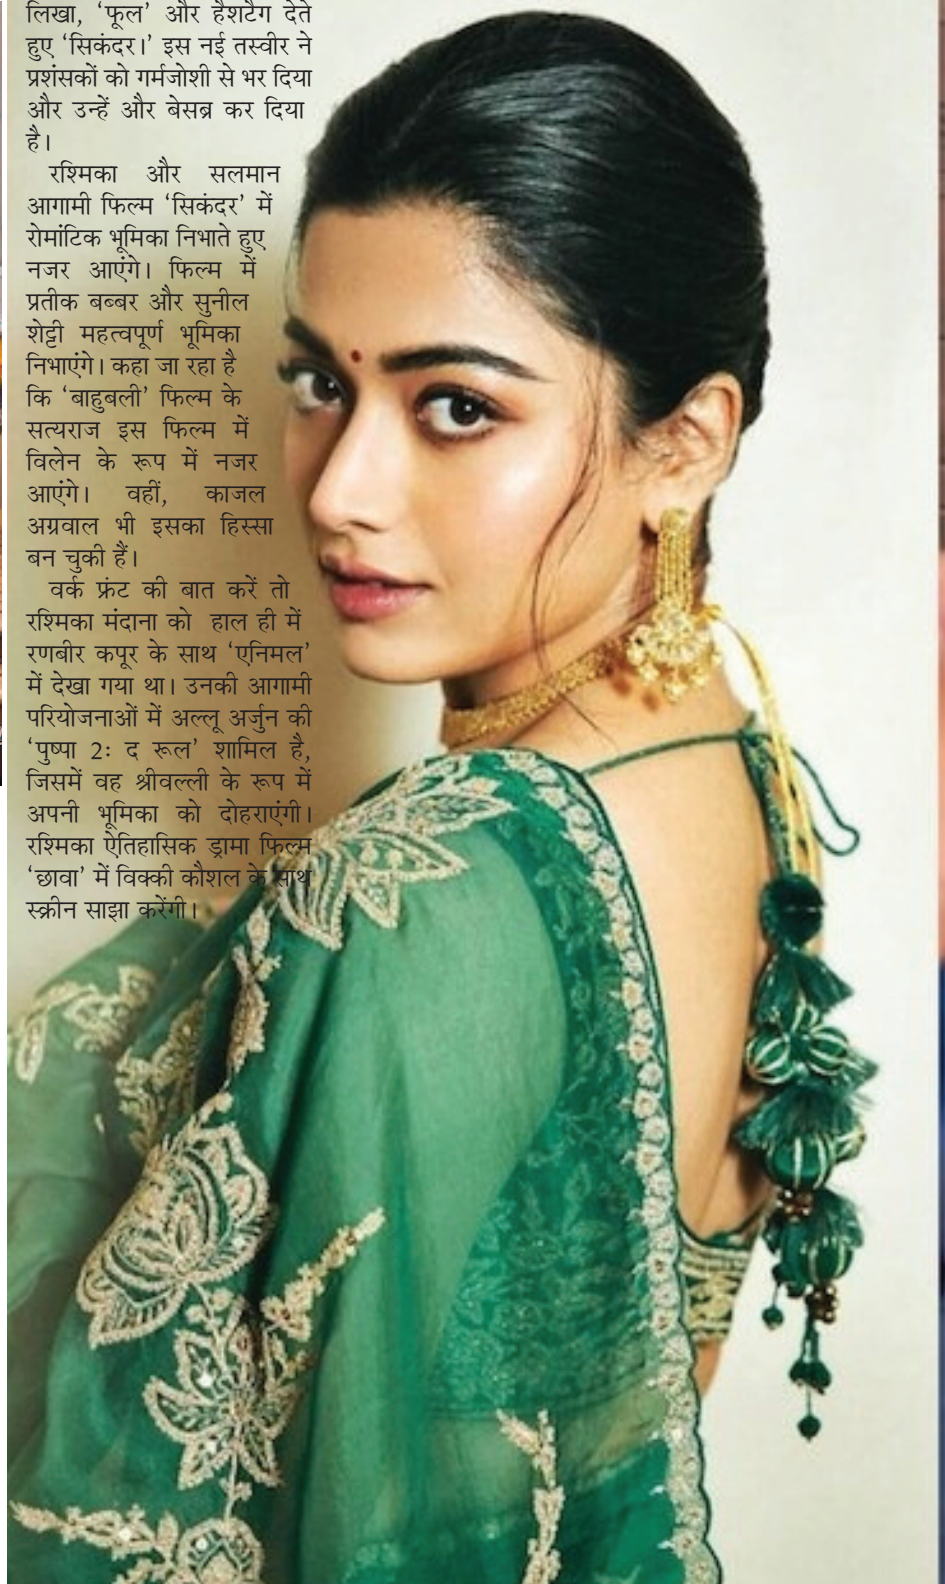 लिखा, ‘फूल’ और हैशटैग देते
हुए ‘सिकंदर।’ इस नई तस्वीर ने
प्रशंसकों को गर्मजोशी से भर दिया
और उन्हें और बेसब्र कर दिया
है।
रश्मिका और सलमान
आगामी फिल्म ‘सिकंदर’ में
रोमांटिक भूमिका निभाते हुए
नजर आएंगे। फिल्म में
प्रतीक बब्बर और सुनील
शेट्टी महत्वपूर्ण भूमिका
निभाएंगे। कहा जा रहा है
कि ‘बाहुबली’ फिल्म के
सत्यराज इस फिल्म में
विलेन के रूप में नजर
आएंगे। वहीं, काजल
अग्रवाल भी इसका हिस्सा
बन चुकी हैं।
वर्क फ्रंट की बात करें तो
रश्मिका मंदाना को हाल ही में
रणबीर कपूर के साथ ‘एनिमल’
में देखा गया था। उनकी आगामी
परियोजनाओं में अल्लू अर्जुन की
‘पुष्पा 2: द रूल’ शामिल है,
जिसमें वह श्रीवल्ली के रूप में
अपनी भूमिका को दोहराएंगी।
रश्मिका ऐतिहासिक ड्रामा फिल्म
‘छावा’ में विक्की कौशल के साथ
स्क्रीन साझा करेंगी।